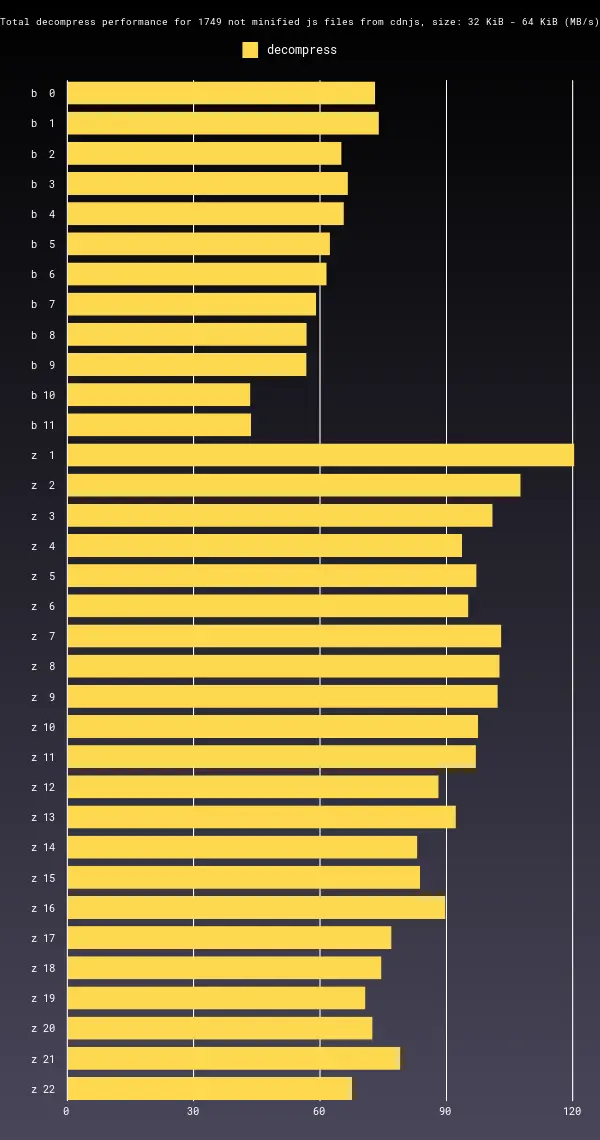 Total decompress performance for 1749 not minified js files from cdnjs, size: 32 KiB - 64 KiB (MB/s)
decompress
b 0
b 1
b 2
b 3
b 4
b 5
b 6
b 7
b 8
b 9
b 10
b 11
z 1
z 2
z 3
z 4
z 5
z 6
z 7
z 8
z 9
z 10
z 11
z 12
z 13
z 14
z 15
z 16
z 17
z 18
z 19
z 20
z 21
z 22
0 30 60 90 120